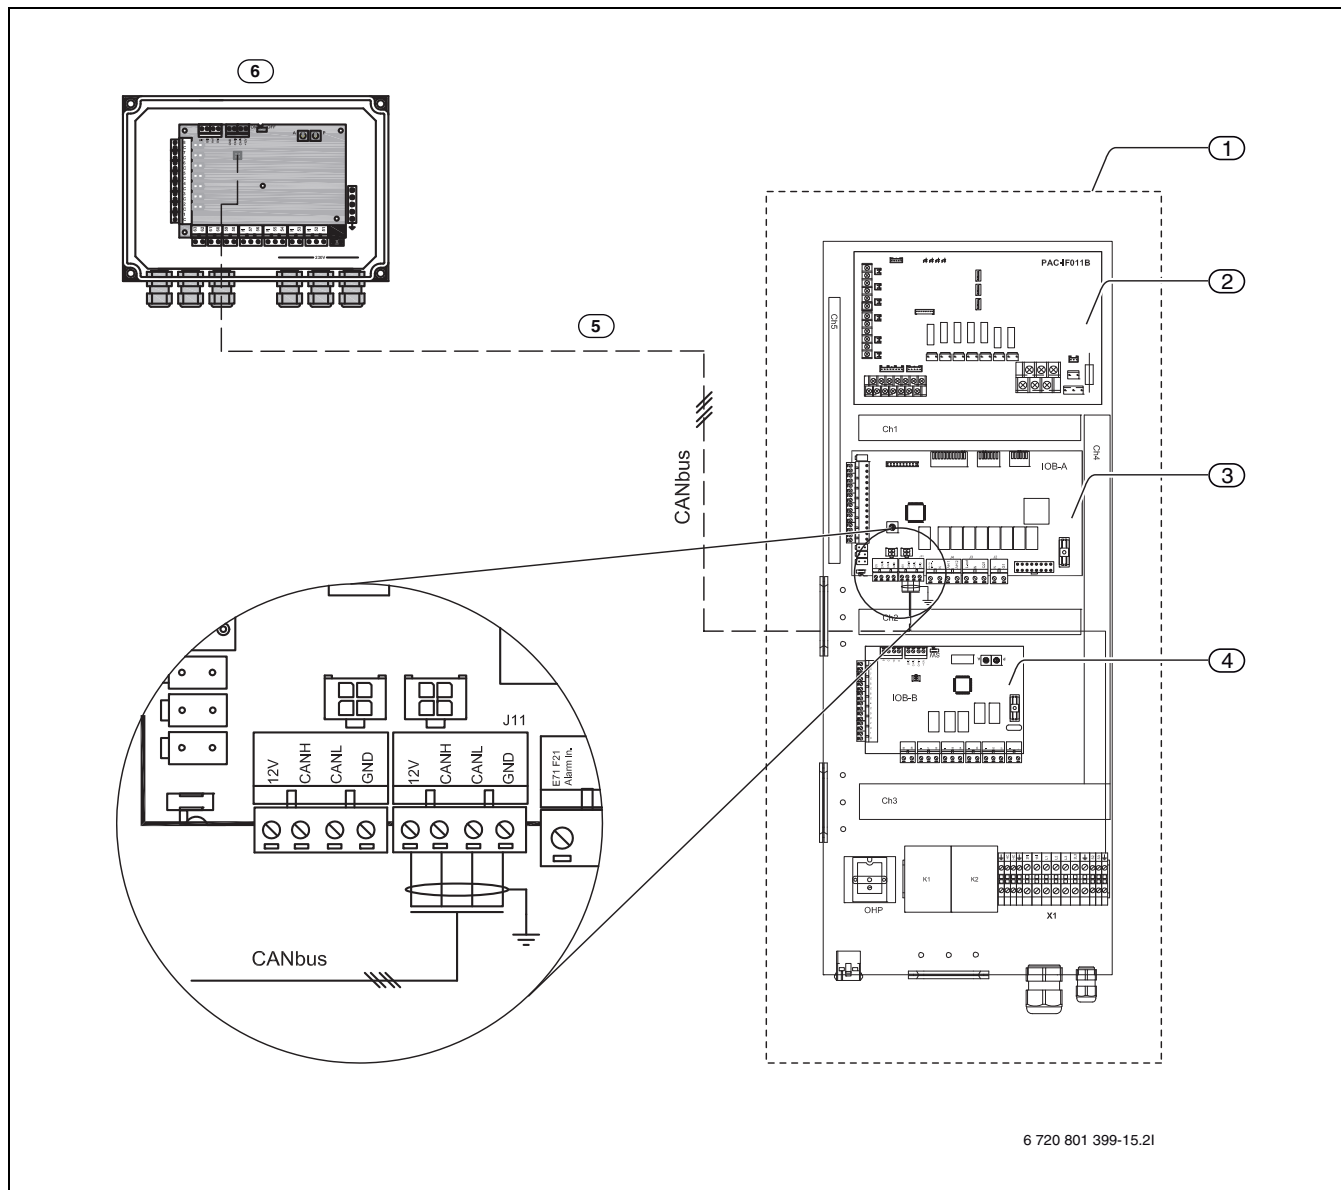 6
1
PAC-IF011B
2
Ch5
5
Ch1
Ch4
IOB-A
3
CANbus
Ch2
4
IOB-B
J11
12V
CANH
CANL
GND
12V
CANH
CANL
GND
E71 F21
Alarm In.
Ch3
K1
K2
OHP
X1
CANbus
230V
6 720 801 399-15.2I